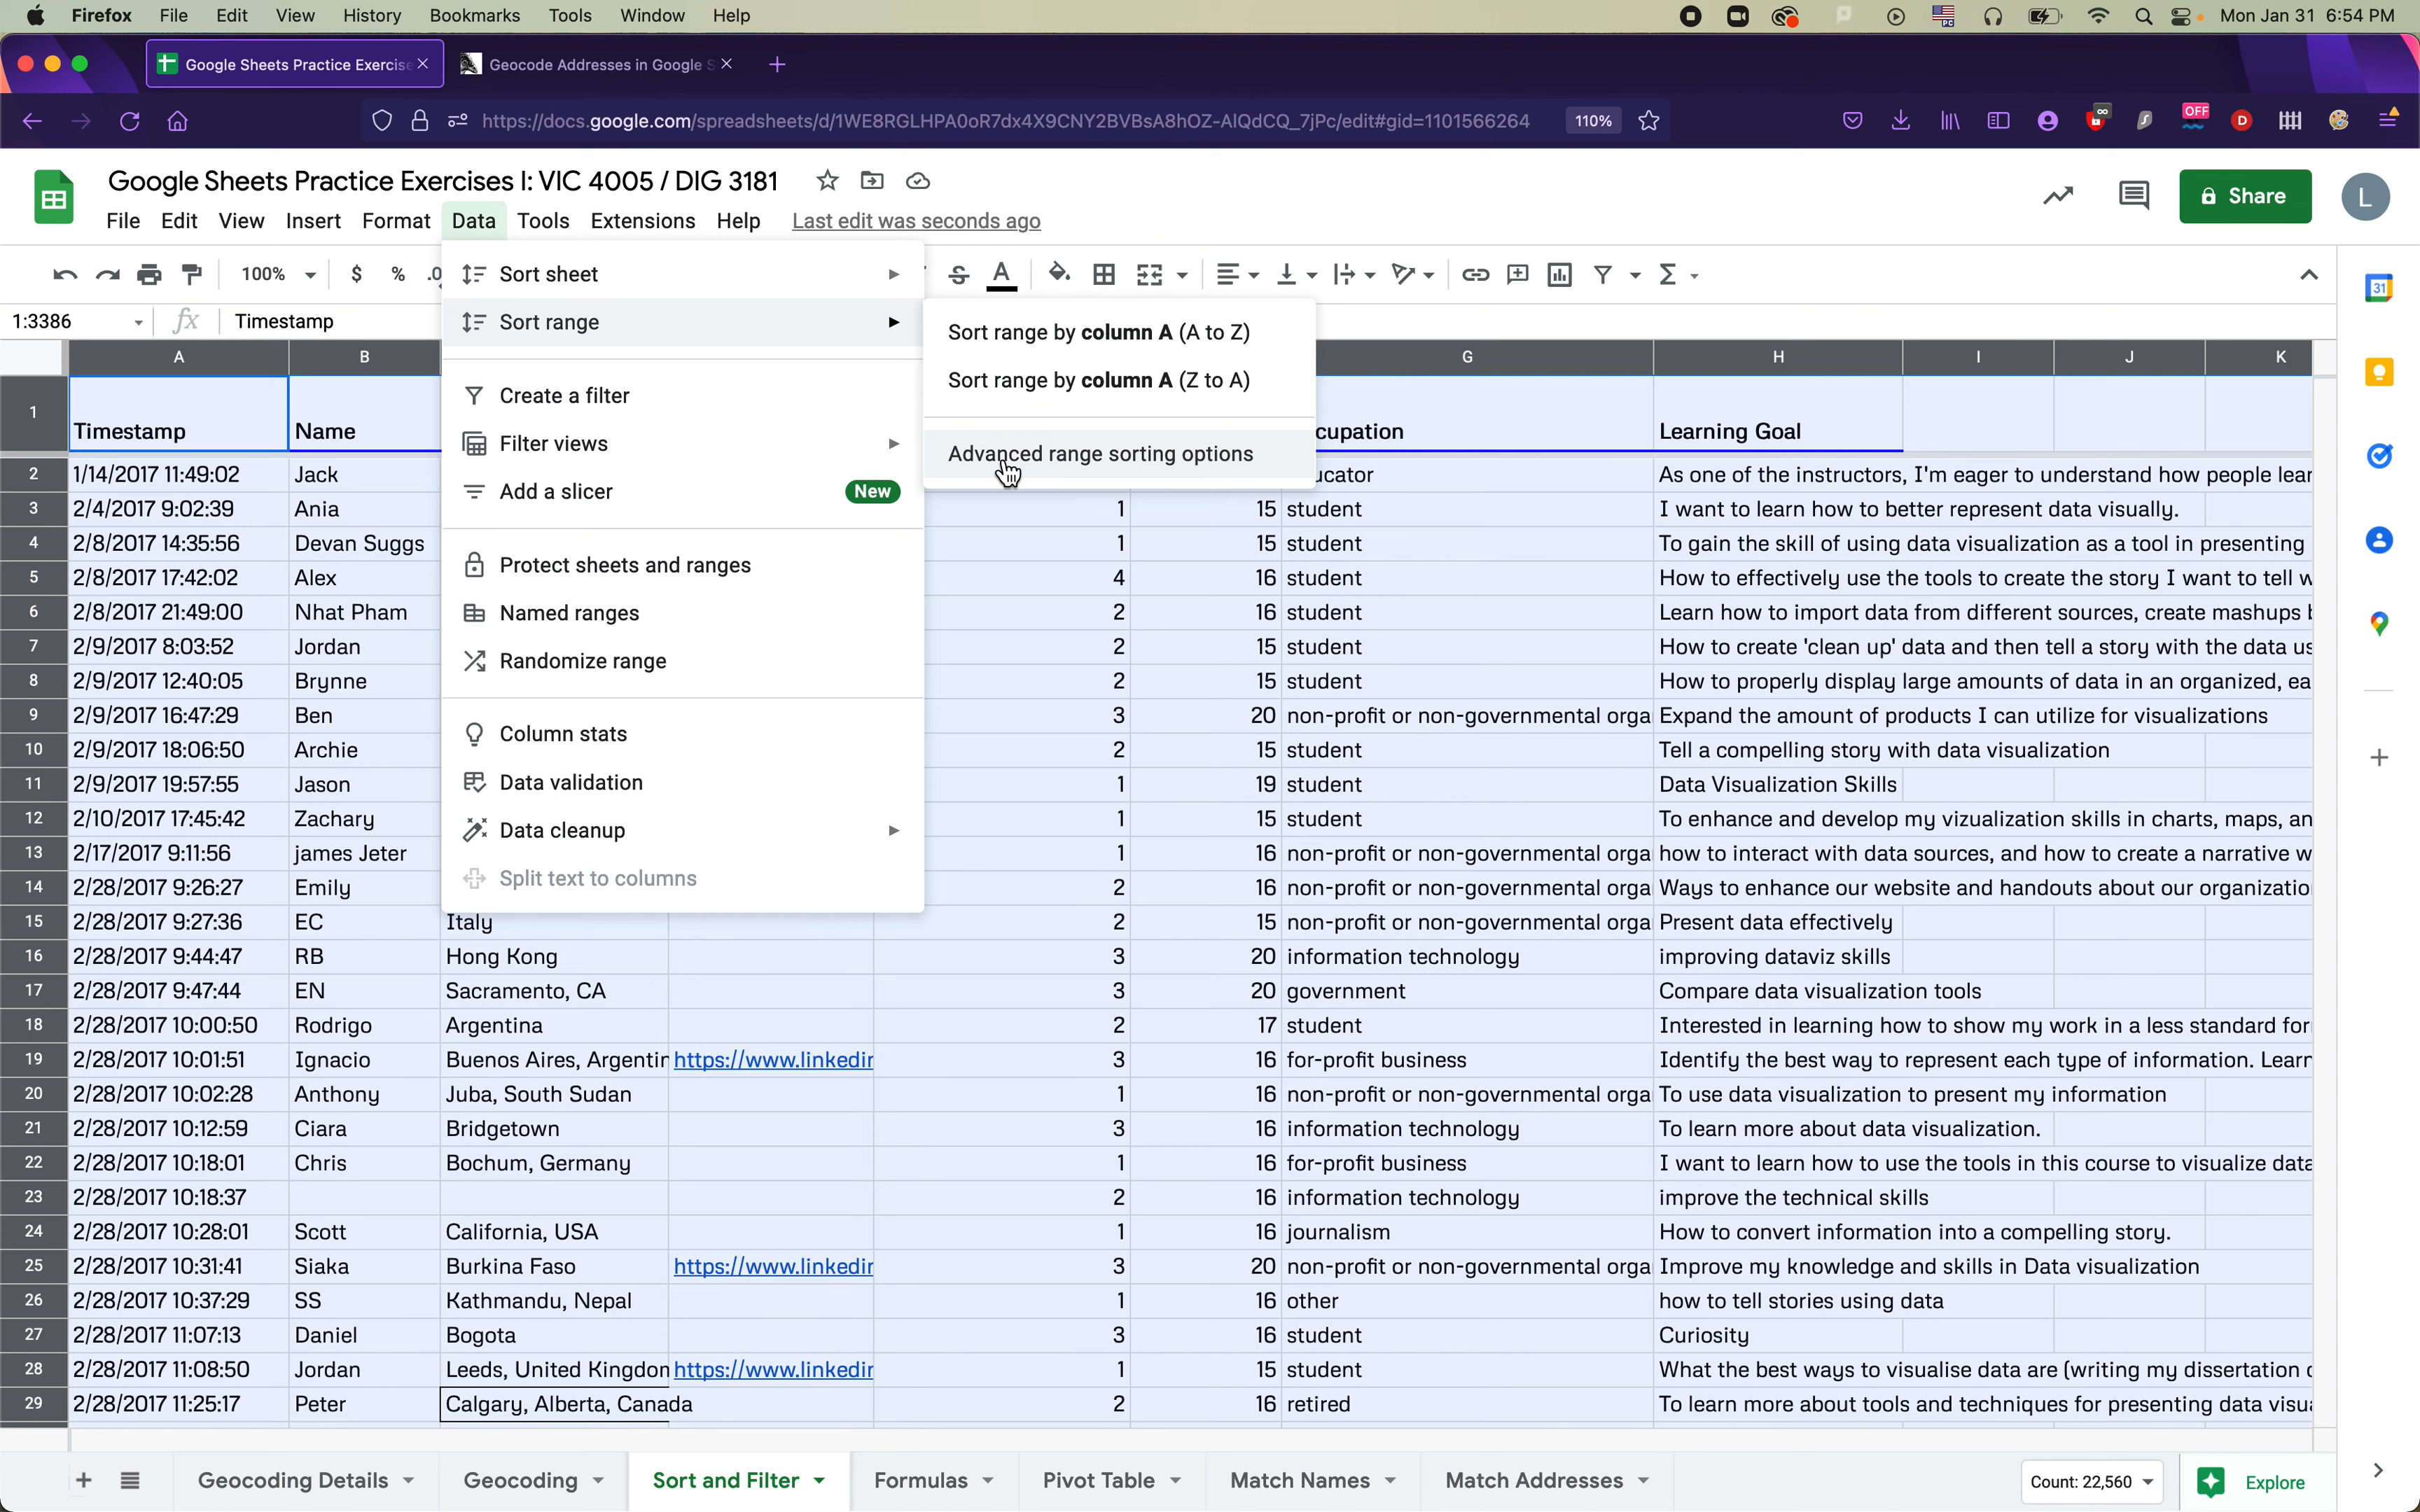 Firefox File Edit View History Bookmarks Tools Window Help Mon Jan 31 6:54 PM
Google Sheets Practice Exercise Geocode Addresses in Google S
https://docs.google.com/spreadsheets/d/1WE8RGLHPA0oR7dx4X9CNY2BVBsA8hOZ-AlQdCQ_7jPc/edit#gid=1101566264 110% OFF
Google Sheets Practice Exercises I: VIC 4005 / DIG 3181 Share L
File Edit View Insert Format Data Tools Extensions Help Last edit was seconds ago
100% $ % .0 Sort sheet 31
1:3386 fx Timestamp Sort range Sort range by column A (A to Z)
A B G H I J K
Sort range by column A (Z to A)
Create a filter
1 Timestamp Name Filter views cupation Learning Goal
Advanced range sorting options
2 1/14/2017 11:49:02 Jack Add a slicer New ucator As one of the instructors, I'm eager to understand how people lear
3 2/4/2017 9:02:39 Ania 1 15 student I want to learn how to better represent data visually.
4 2/8/2017 14:35:56 Devan Suggs Protect sheets and ranges 1 15 student To gain the skill of using data visualization as a tool in presenting
5 2/8/2017 17:42:02 Alex 4 16 student How to effectively use the tools to create the story I want to tell w
6 2/8/2017 21:49:00 Nhat Pham Named ranges 2 16 student Learn how to import data from different sources, create mashups b
7 2/9/2017 8:03:52 Jordan Randomize range 2 15 student How to create 'clean up' data and then tell a story with the data us
8 2/9/2017 12:40:05 Brynne 2 15 student How to properly display large amounts of data in an organized, ea
9 2/9/2017 16:47:29 Ben Column stats 3 20 non-profit or non-governmental orga Expand the amount of products I can utilize for visualizations
10 2/9/2017 18:06:50 Archie 2 15 student Tell a compelling story with data visualization
11 2/9/2017 19:57:55 Jason Data validation 1 19 student Data Visualization Skills
12 2/10/2017 17:45:42 Zachary Data cleanup 1 15 student To enhance and develop my vizualization skills in charts, maps, an
13 2/17/2017 9:11:56 james Jeter 1 16 non-profit or non-governmental orga how to interact with data sources, and how to create a narrative w
14 2/28/2017 9:26:27 Emily Split text to columns 2 16 non-profit or non-governmental orga Ways to enhance our website and handouts about our organizatio
15 2/28/2017 9:27:36 EC Italy 2 15 non-profit or non-governmental orga Present data effectively
16 2/28/2017 9:44:47 RB Hong Kong 3 20 information technology improving dataviz skills
17 2/28/2017 9:47:44 EN Sacramento, CA 3 20 government Compare data visualization tools
18 2/28/2017 10:00:50 Rodrigo Argentina 2 17 student Interested in learning how to show my work in a less standard for
19 2/28/2017 10:01:51 Ignacio Buenos Aires, Argentin https://www.linkedin 3 16 for-profit business Identify the best way to represent each type of information. Learn
20 2/28/2017 10:02:28 Anthony Juba, South Sudan 1 16 non-profit or non-governmental orga To use data visualization to present my information
21 2/28/2017 10:12:59 Ciara Bridgetown 3 16 information technology To learn more about data visualization.
22 2/28/2017 10:18:01 Chris Bochum, Germany 1 16 for-profit business I want to learn how to use the tools in this course to visualize data
23 2/28/2017 10:18:37 2 16 information technology improve the technical skills
24 2/28/2017 10:28:01 Scott California, USA 1 16 journalism How to convert information into a compelling story.
25 2/28/2017 10:31:41 Siaka Burkina Faso https://www.linkedin 3 20 non-profit or non-governmental orga Improve my knowledge and skills in Data visualization
26 2/28/2017 10:37:29 SS Kathmandu, Nepal 1 16 other how to tell stories using data
27 2/28/2017 11:07:13 Daniel Bogota 3 16 student Curiosity
28 2/28/2017 11:08:50 Jordan Leeds, United Kingdon https://www.linkedin 1 15 student What the best ways to visualise data are (writing my dissertation o
29 2/28/2017 11:25:17 Peter Calgary, Alberta, Canada 2 16 retired To learn more about tools and techniques for presenting data visu
Geocoding Details Geocoding Sort and Filter Formulas Pivot Table Match Names Match Addresses Count: 22,560 Explore